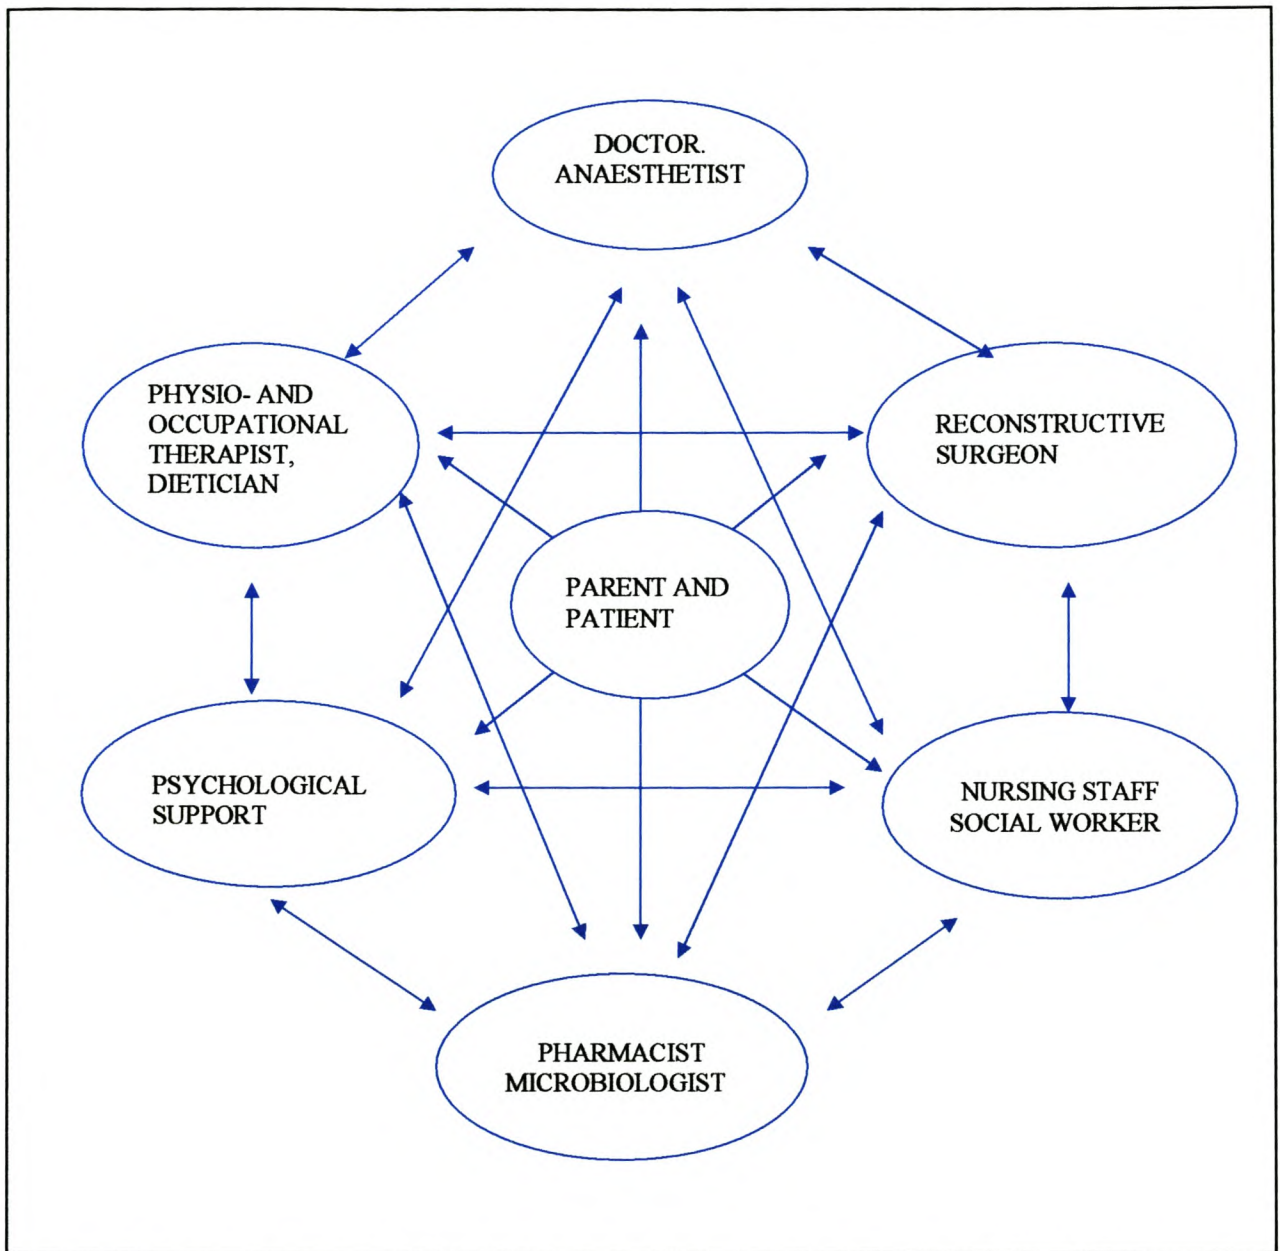 DOCTOR.
ANAESTHETIST
PHYSIO- AND
OCCUPATIONAL
THERAPIST,
DIETICIAN
RECONSTRUCTIVE
SURGEON
PARENT AND
PATIENT
PSYCHOLOGICAL
SUPPORT
NURSING STAFF
SOCIAL WORKER
PHARMACIST
MICROBIOLOGIST